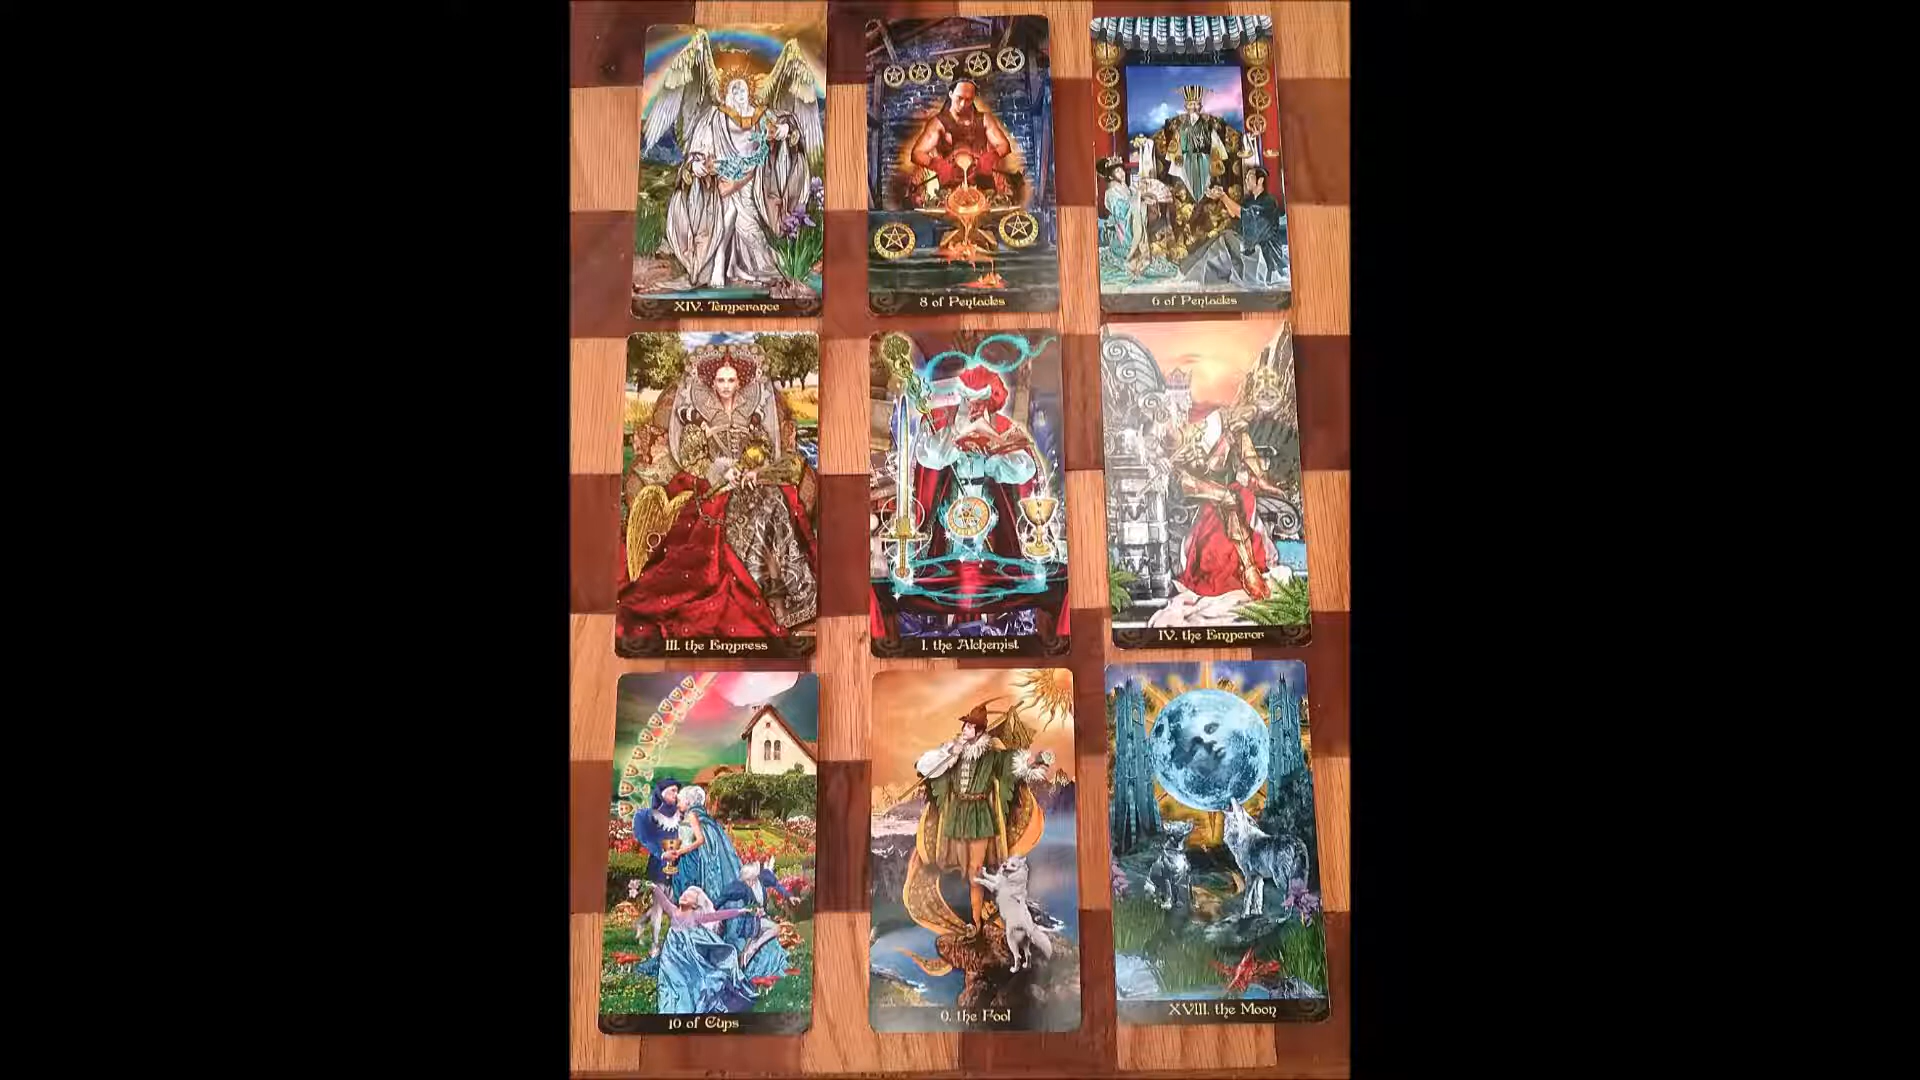 XIV. Temperance
8 of Pentacles
6 of Pentacles
III. the Empress
I. the Alchemist
IV. the Emperor
10 of Cups
0. the Fool
XVIII. the Moon